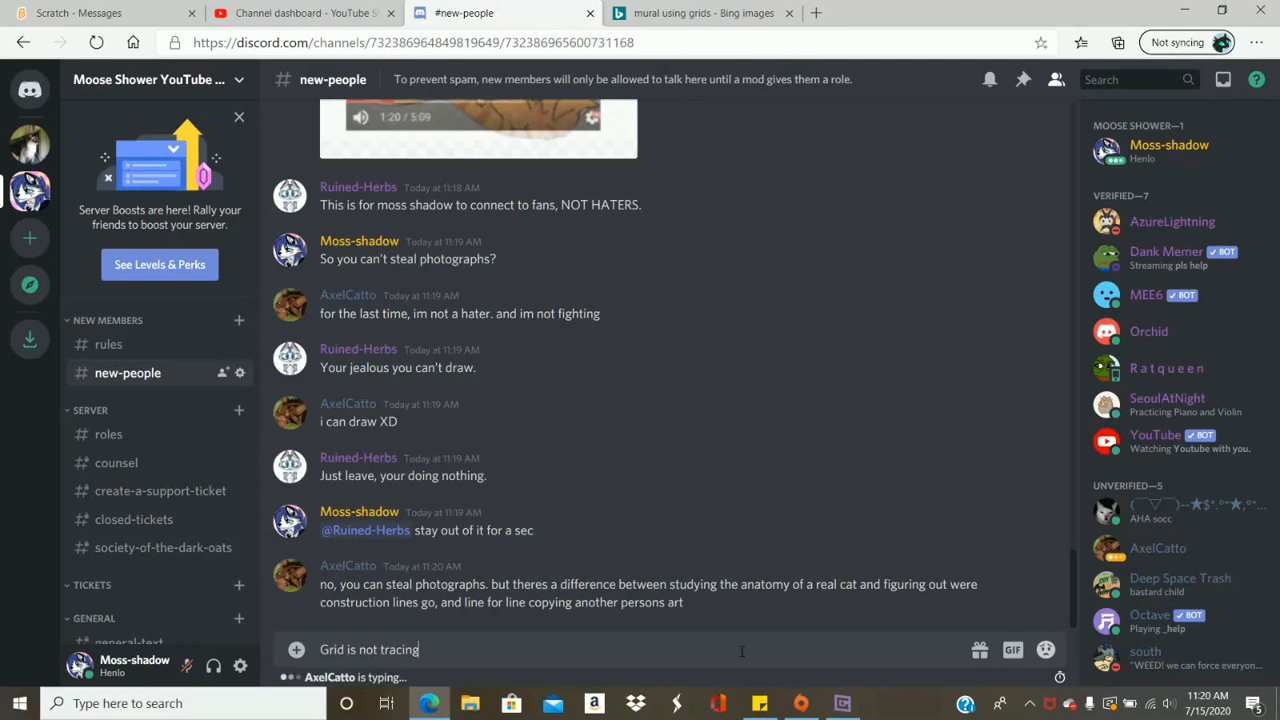 Scratch - Messages
Channel dashboard - YouTube S
#new-people
mural using grids - Bing images
https://discord.com/channels/732386964849819649/732386965600731168
Not syncing
Moose Shower YouTube ...
# new-people
To prevent spam, new members will only be allowed to talk here until a mod gives them a role.
Search
Server Boosts are here! Rally your
friends to boost your server.
See Levels & Perks
NEW MEMBERS
# rules
# new-people
SERVER
# roles
# counsel
# create-a-support-ticket
# closed-tickets
# society-of-the-dark-oats
TICKETS
GENERAL
# general-text
Moss-shadow
Henlo
1:20 / 5:09
Ruined-Herbs Today at 11:18 AM
This is for moss shadow to connect to fans, NOT HATERS.
Moss-shadow Today at 11:19 AM
So you can't steal photographs?
AxelCatto Today at 11:19 AM
for the last time, im not a hater. and im not fighting
Ruined-Herbs Today at 11:19 AM
Your jealous you can't draw.
AxelCatto Today at 11:19 AM
i can draw XD
Ruined-Herbs Today at 11:19 AM
Just leave, your doing nothing.
Moss-shadow Today at 11:19 AM
@Ruined-Herbs stay out of it for a sec
AxelCatto Today at 11:20 AM
no, you can steal photographs. but theres a difference between studying the anatomy of a real cat and figuring out were
construction lines go, and line for line copying another persons art
Grid is not tracing
GIF
AxelCatto is typing...
MOOSE SHOWER—1
Moss-shadow
Henlo
VERIFIED—7
AzureLightning
Dank Memer BOT
Streaming pls help
MEE6 BOT
Orchid
R a t q u e e n
SeoulAtNight
Practicing Piano and Violin
YouTube BOT
Watching Youtube with you.
UNVERIFIED—5
AHA socc
AxelCatto
Deep Space Trash
bastard child
Octave BOT
Playing _help
south
"WEED! we can force everyon...
Type here to search
11:20 AM
7/15/2020
5